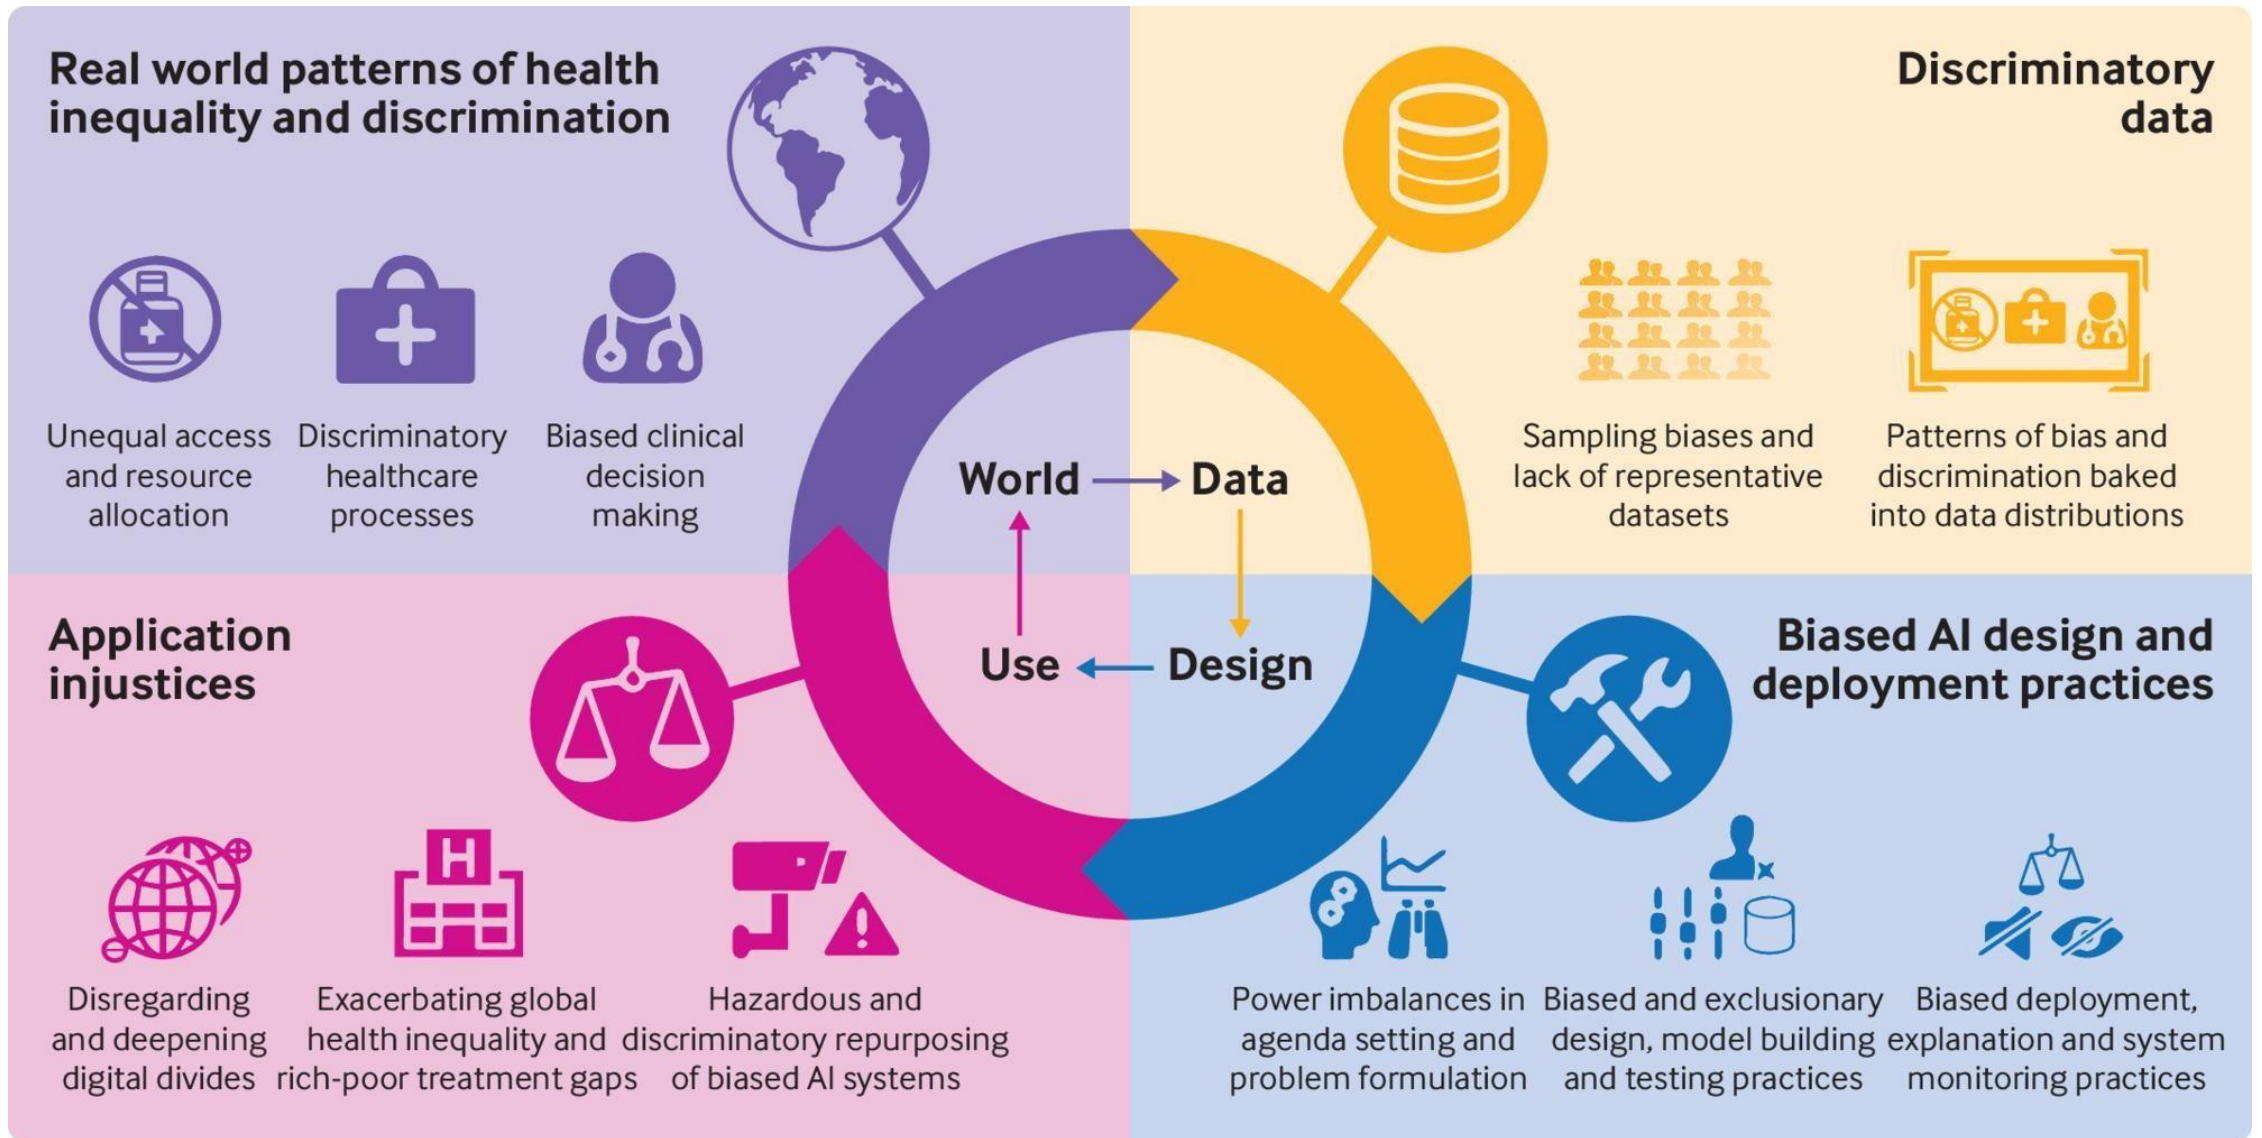 Real world patterns of health
inequality and discrimination
Unequal access
and resource
allocation
Discriminatory
healthcare
processes
Biased clinical
decision
making
Discriminatory
data
Sampling biases and
lack of representative
datasets
Patterns of bias and
discrimination baked
into data distributions
World
Data
Use
Design
Application
injustices
H
Disregarding
and deepening
digital divides
Exacerbating global
health inequality and
rich-poor treatment gaps
Hazardous and
discriminatory repurposing
of biased AI systems
Biased AI design and
deployment practices
Power imbalances in
agenda setting and
problem formulation
Biased and exclusionary
design, model building
and testing practices
Biased deployment,
explanation and system
monitoring practices